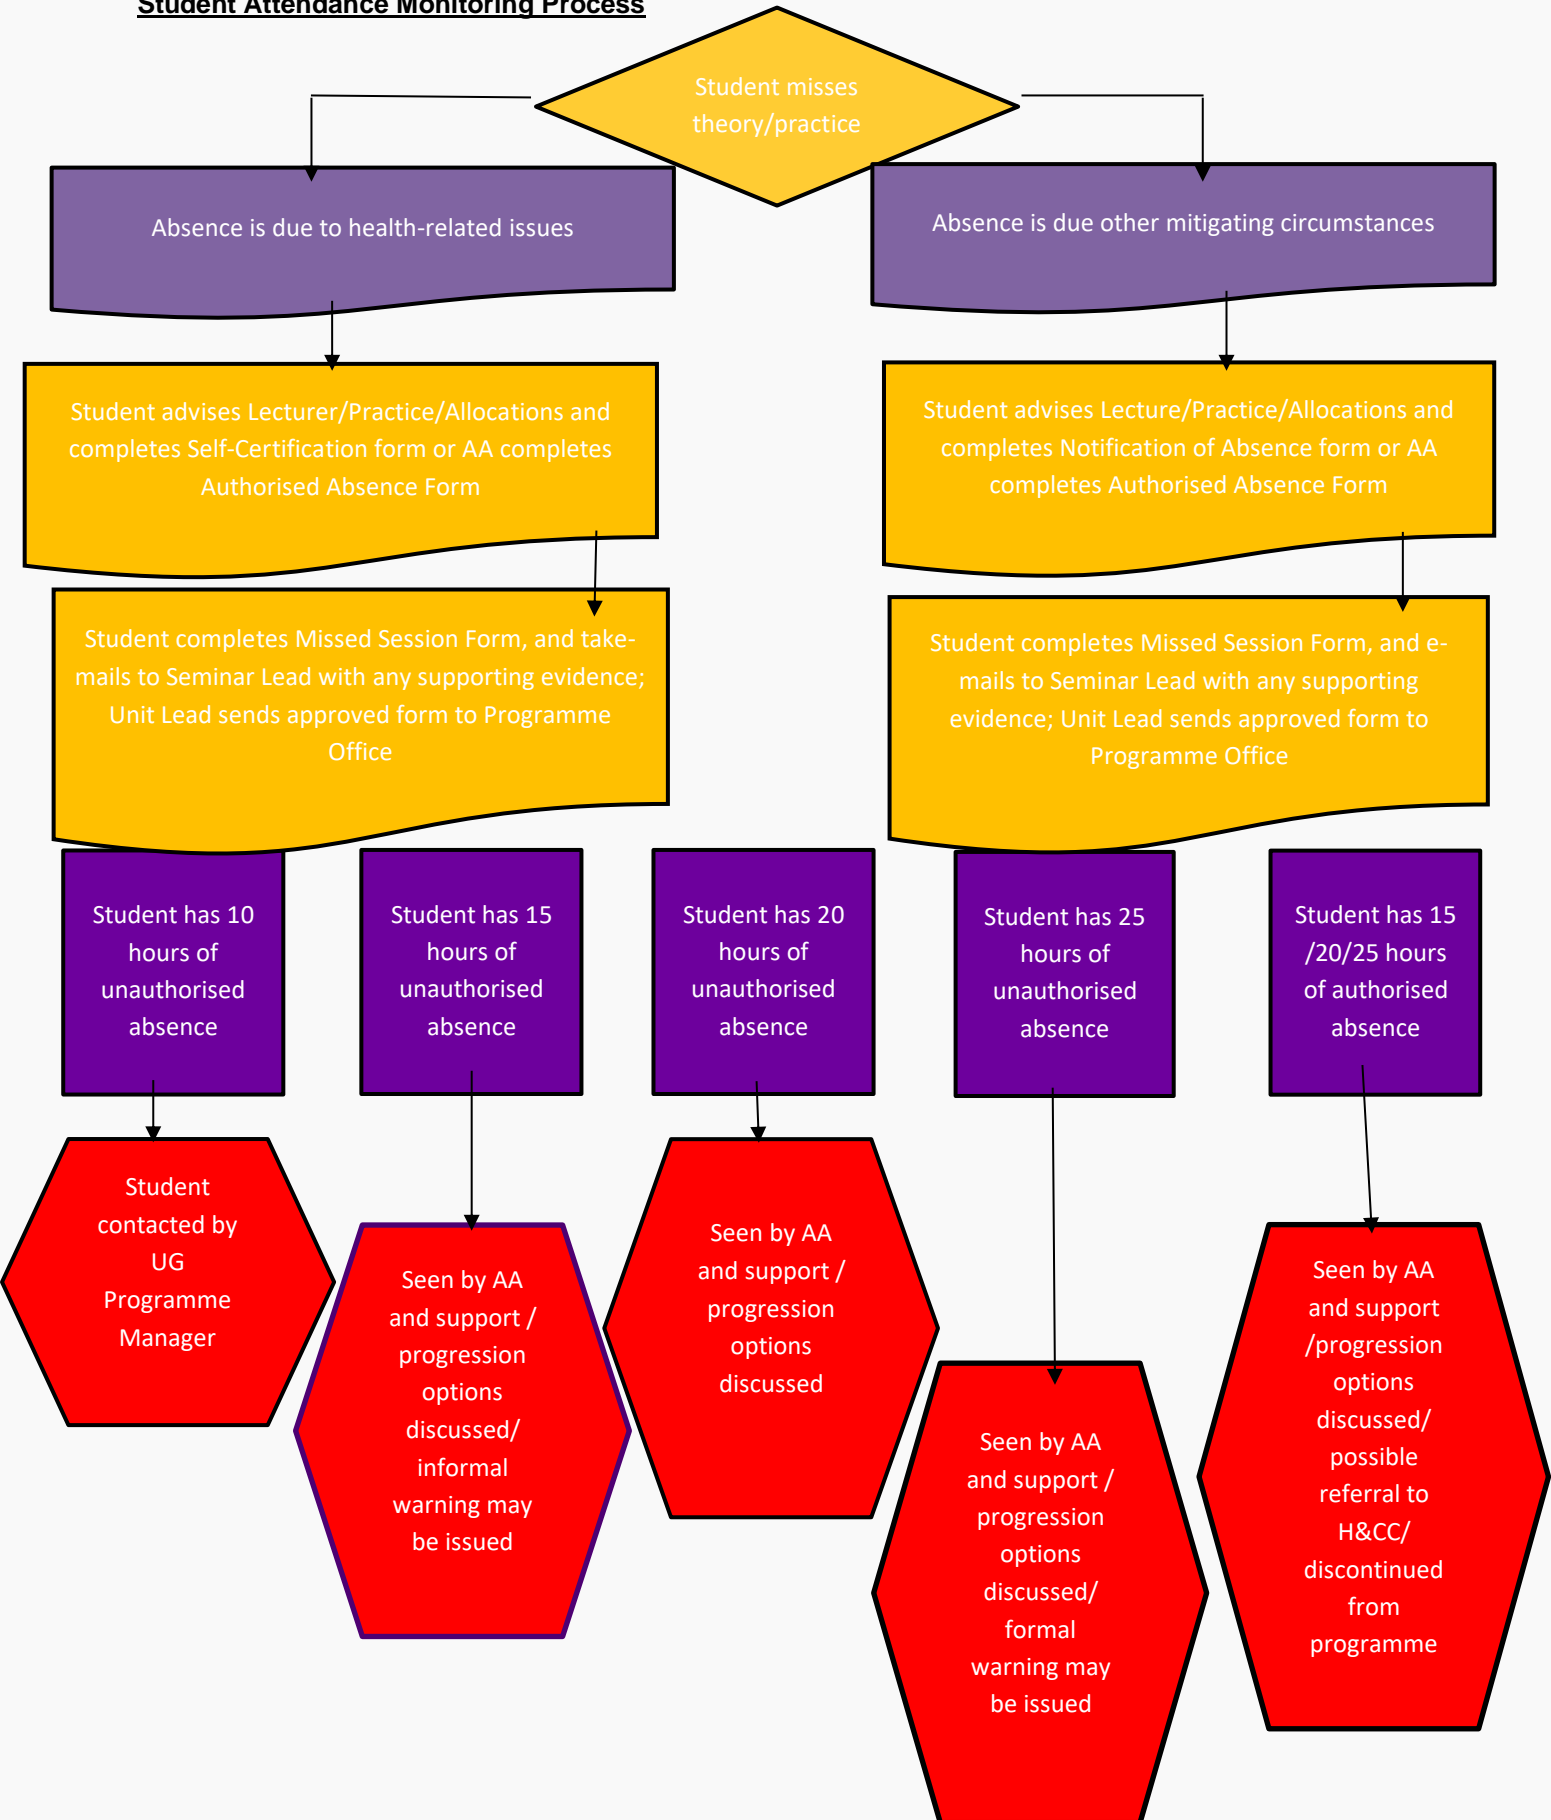 Student Attendance Monitoring Process
Student misses
theory/practice
Absence is due to health-related issues
Absence is due other mitigating circumstances
Student advises Lecturer/Practice/Allocations and
completes Self-Certification form or AA completes
Authorised Absence Form
Student advises Lecture/Practice/Allocations and
completes Notification of Absence form or AA
completes Authorised Absence Form
Student completes Missed Session Form, and take-
mails to Seminar Lead with any supporting evidence;
Unit Lead sends approved form to Programme
Office
Student completes Missed Session Form, and e-
mails to Seminar Lead with any supporting
evidence; Unit Lead sends approved form to
Programme Office
Student has 10
hours of
unauthorised
absence
Student has 15
hours of
unauthorised
absence
Student has 20
hours of
unauthorised
absence
Student has 25
hours of
unauthorised
absence
Student has 15
/20/25 hours
of authorised
absence
Student
contacted by
UG
Programme
Manager
Seen by AA
and support /
progression
options
discussed/
informal
warning may
be issued
Seen by AA
and support /
progression
options
discussed
Seen by AA
and support /
progression
options
discussed/
formal
warning may
be issued
Seen by AA
and support
/progression
options
discussed/
possible
referral to
H&CC/
discontinued
from
programme